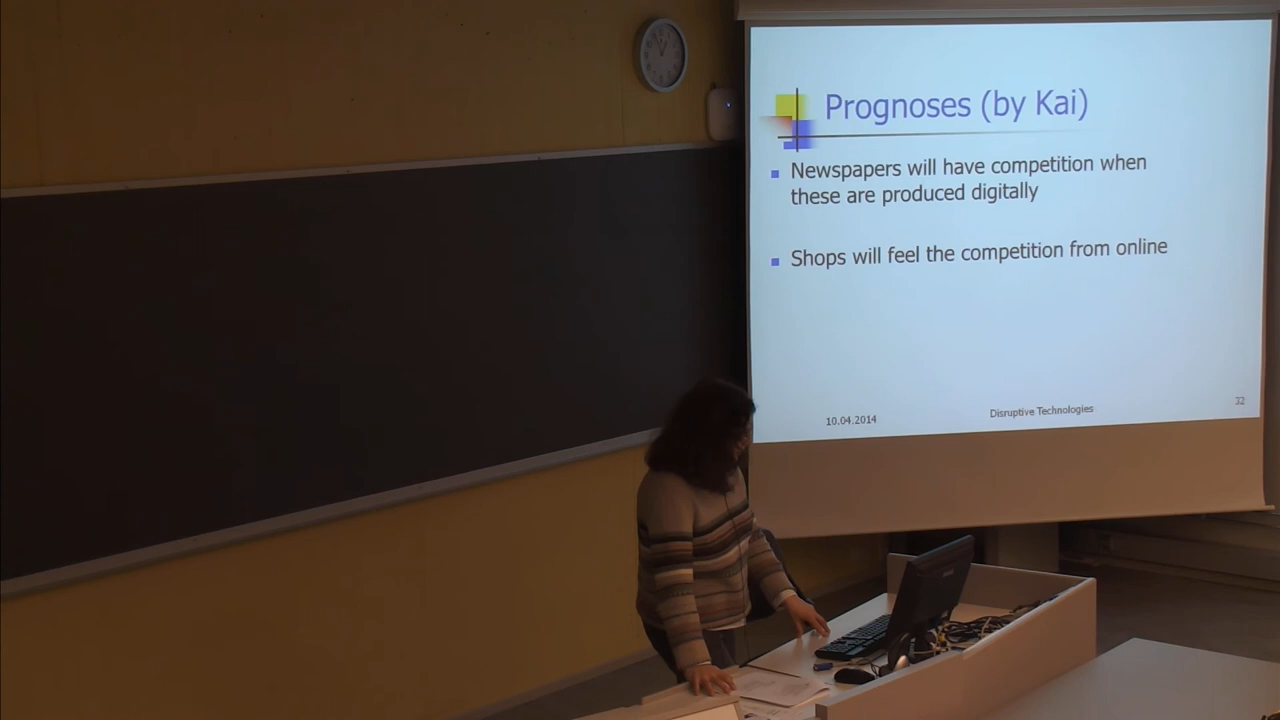 Prognoses (by Kai)
Newspapers will have competition when
these are produced digitally
Shops will feel the competition from online
10.04.2014
Disruptive Technologies
32